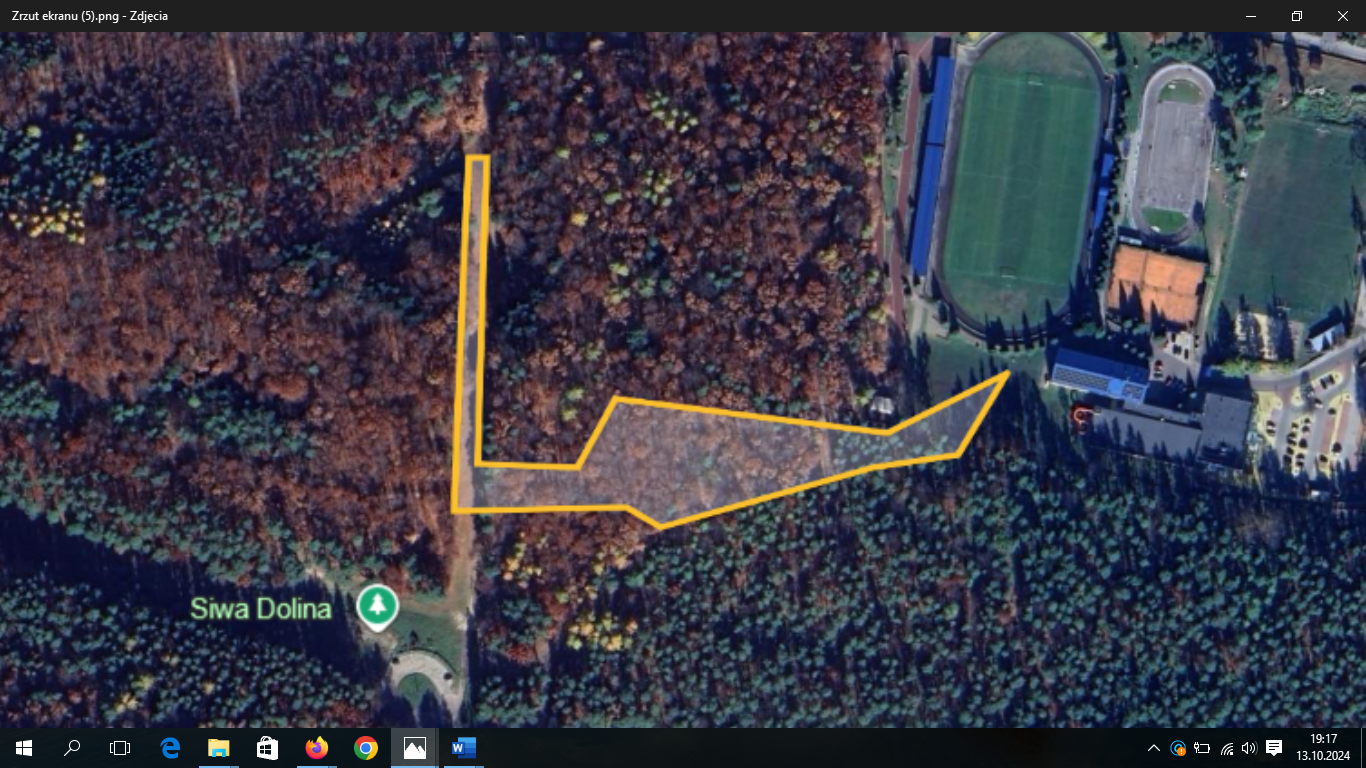 Zrzut ekranu (5).png - Zdjęcia
Siwa Dolina
19:17
13.10.2024